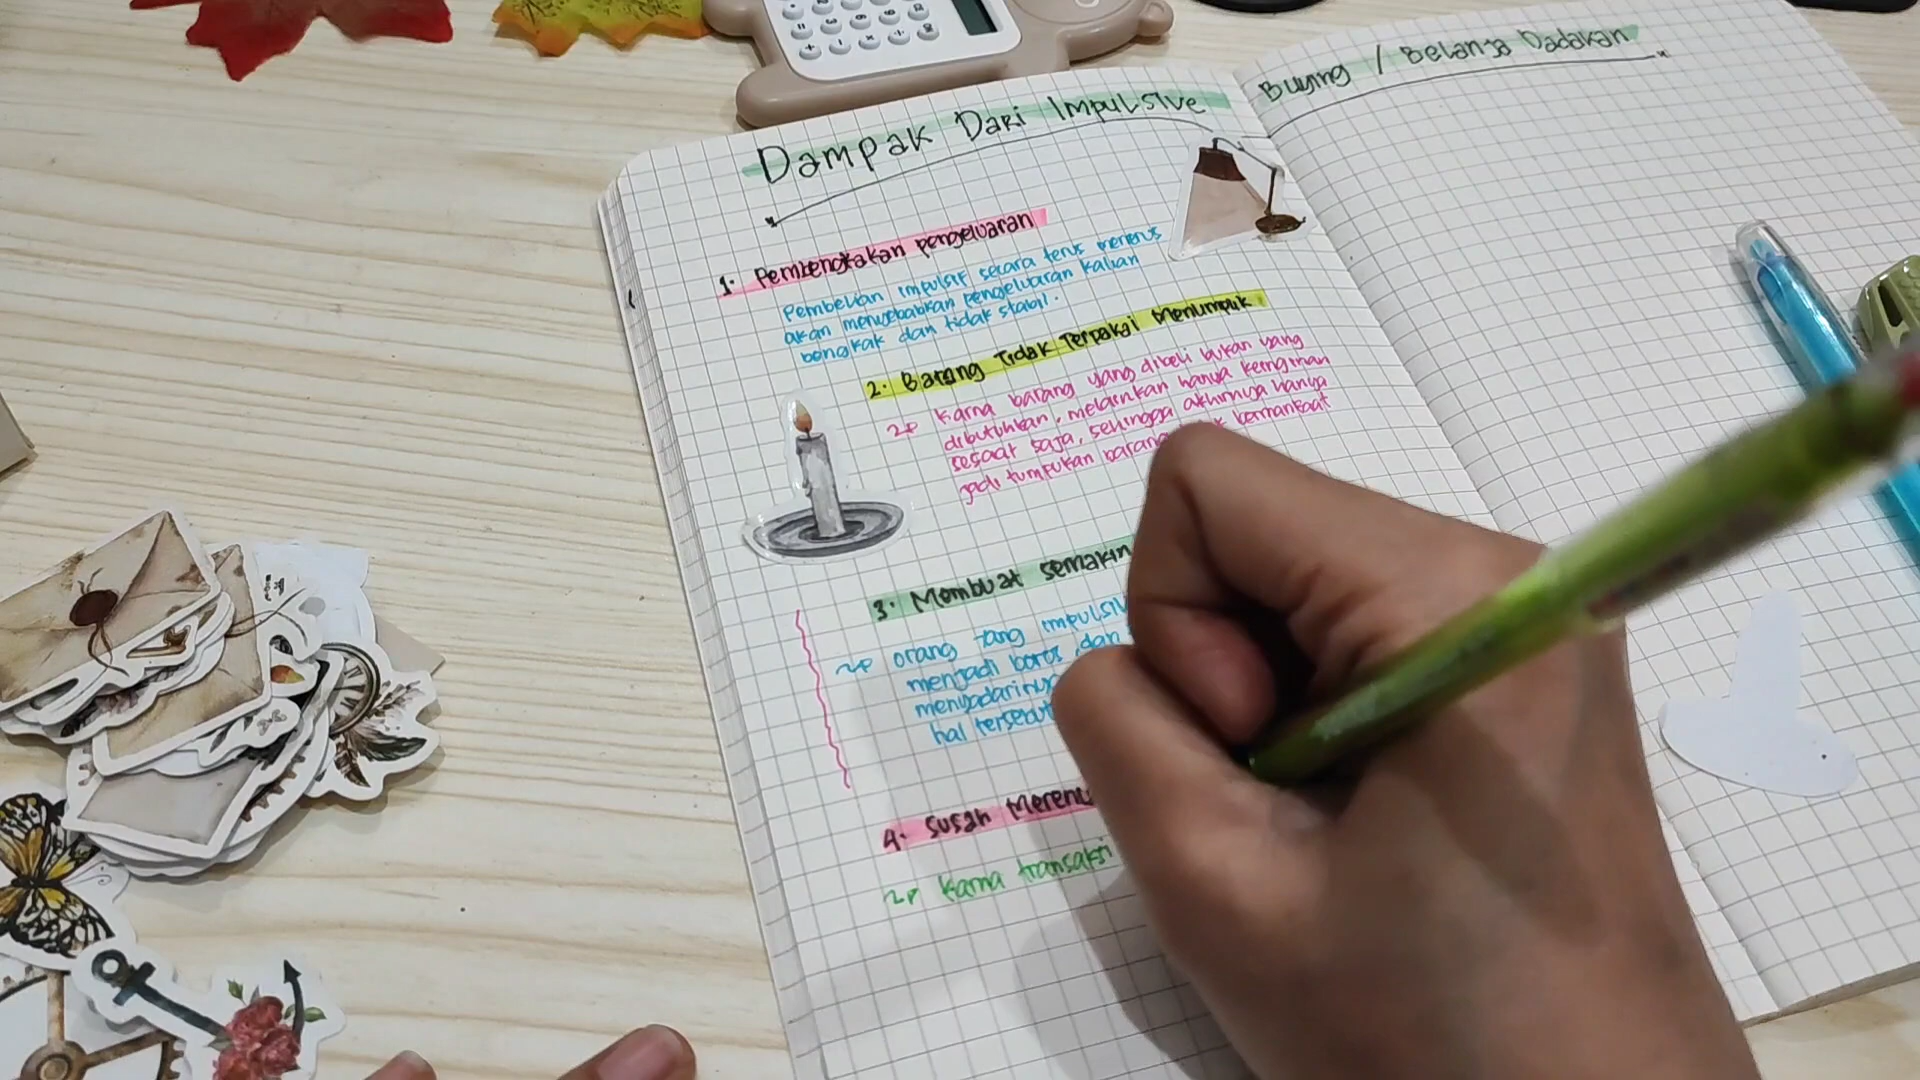 Dampak Dari Impulsive
Buying / Belanja Dadakan
1. Pembengkakan pengeluaran
Pembelian impulsif secara terus menerus
akan menyebabkan pengeluaran kalian
bengkak dan tidak stabil.
2. Barang Tidak Terpakai Menumpuk
Karna barang yang dibeli bukan yang
dibutuhkan, melainkan hanya keinginan
sesaat saja, sehingga akhirnya hanya
jadi tumpukan barang
3. Membuat semakin
orang yang impulsiv
menjadi boros, dan
menyadarinya
hal tersebut
4. Susah Meren
Karna transaksi